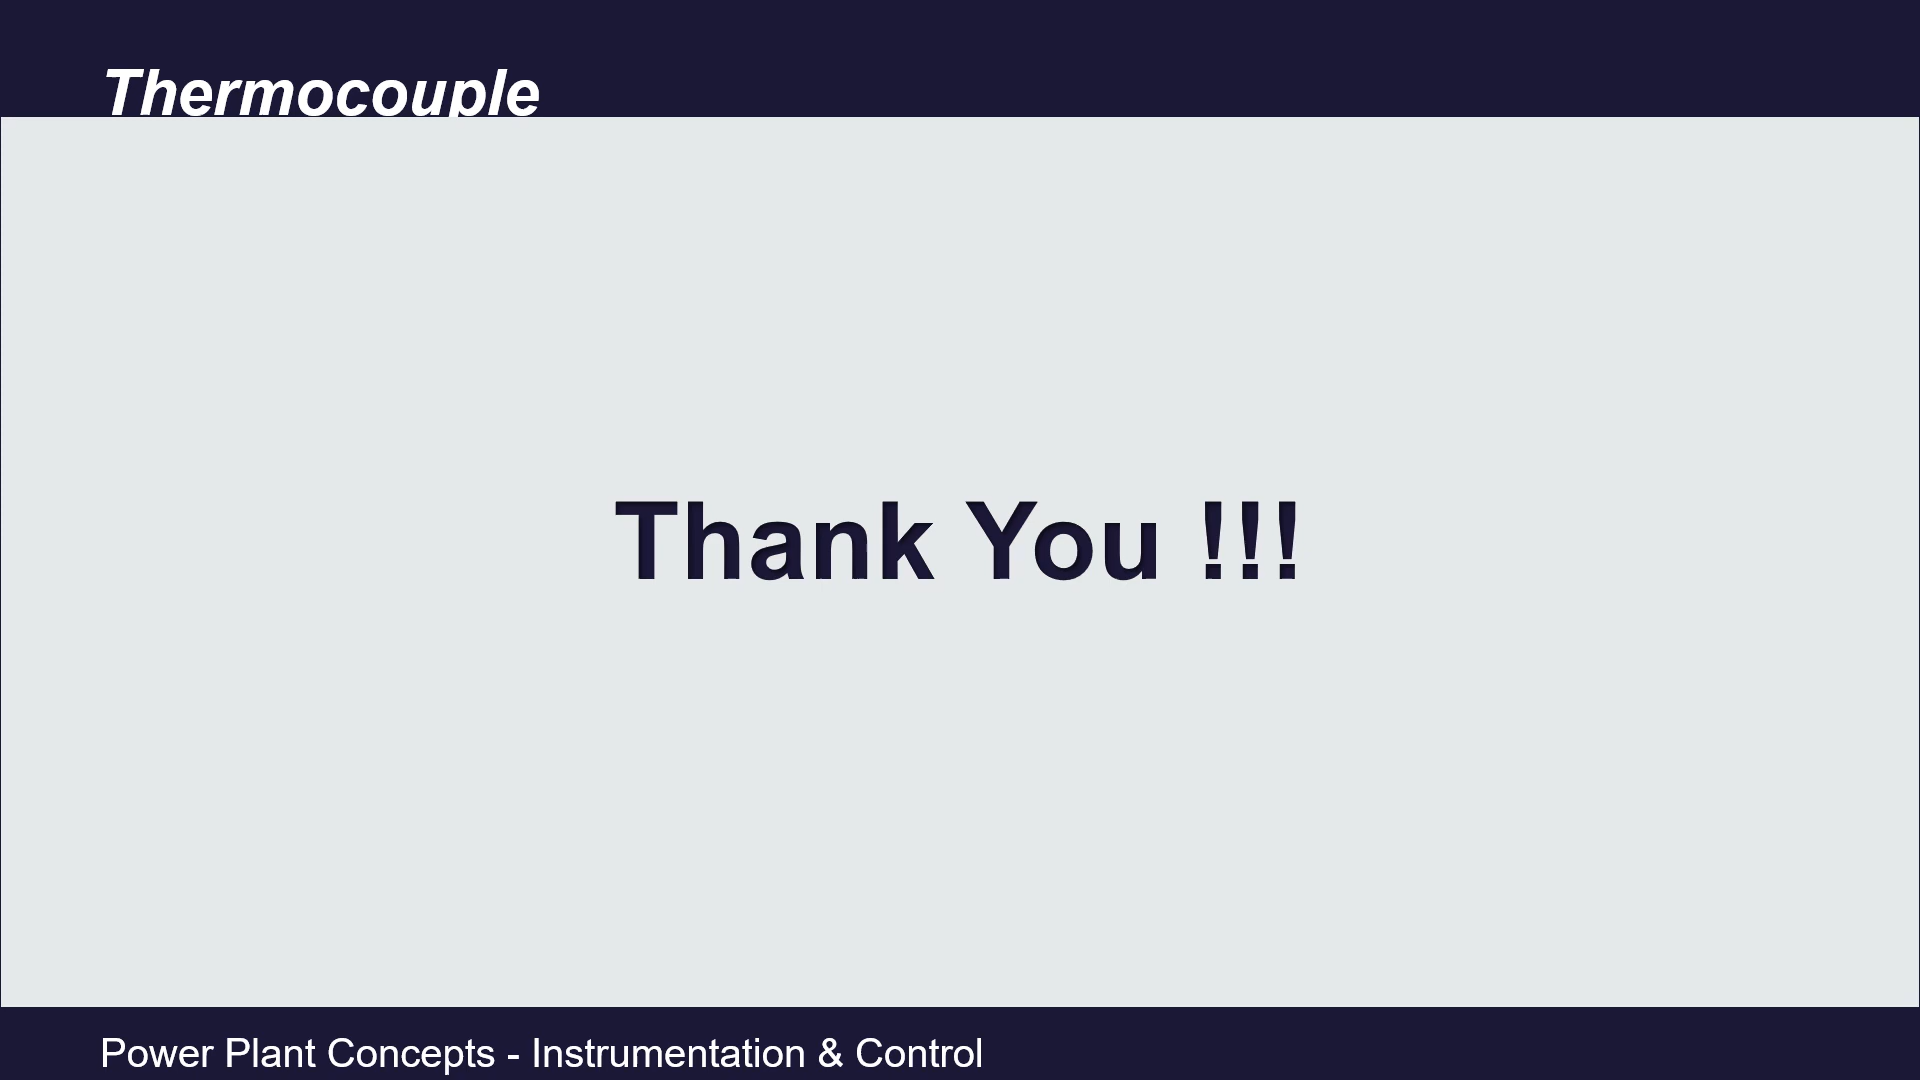 Thermocouple
Thank You !!!
Power Plant Concepts - Instrumentation & Control